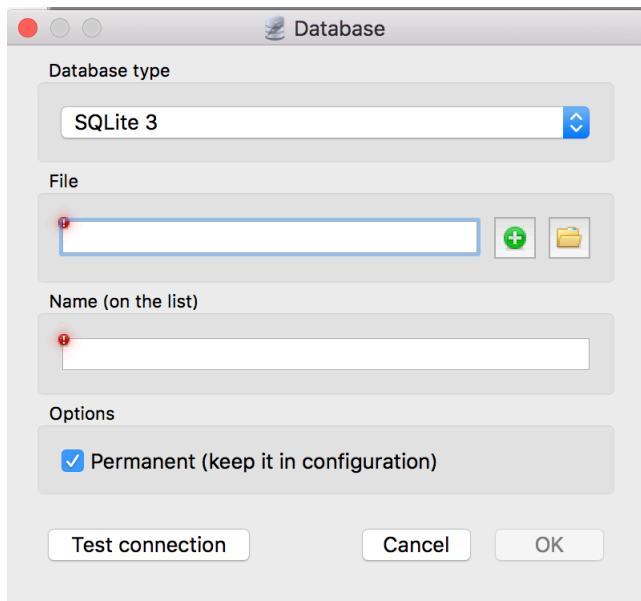 Database
Database type
SQLite 3
File
Name (on the list)
Options
Permanent (keep it in configuration)
Test connection
Cancel
OK